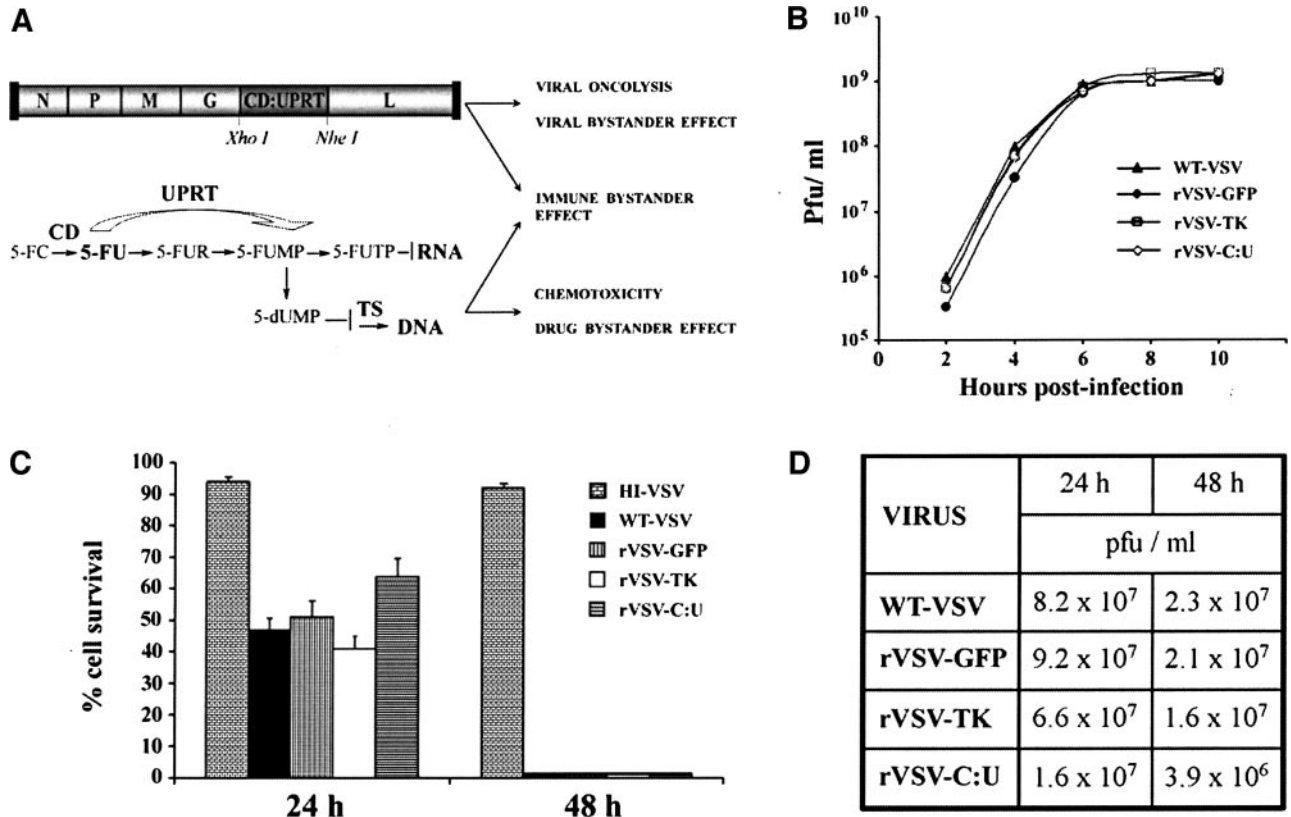 A
N P M G CD:UPRT L
Xho I Nhe I
VIRAL ONCOLYSIS
VIRAL BYSTANDER EFFECT
IMMUNE BYSTANDER
EFFECT
CHEMOTOXICITY
DRUG BYSTANDER EFFECT
UPRT
CD
5-FC 5-FU 5-FUR 5-FUMP 5-FUTP RNA
5-dUMP TS DNA
B
Pfu/ ml
10^10
10^9
10^8
10^7
10^6
10^5
0 2 4 6 8 10
Hours post-infection
WT-VSV
rVSV-GFP
rVSV-TK
rVSV-C:U
C
% cell survival
100
90
80
70
60
50
40
30
20
10
0
24 h 48 h
HI-VSV
WT-VSV
rVSV-GFP
rVSV-TK
rVSV-C:U
D
VIRUS 24 h 48 h
pfu / ml
WT-VSV 8.2 x 10^7 2.3 x 10^7
rVSV-GFP 9.2 x 10^7 2.1 x 10^7
rVSV-TK 6.6 x 10^7 1.6 x 10^7
rVSV-C:U 1.6 x 10^7 3.9 x 10^6